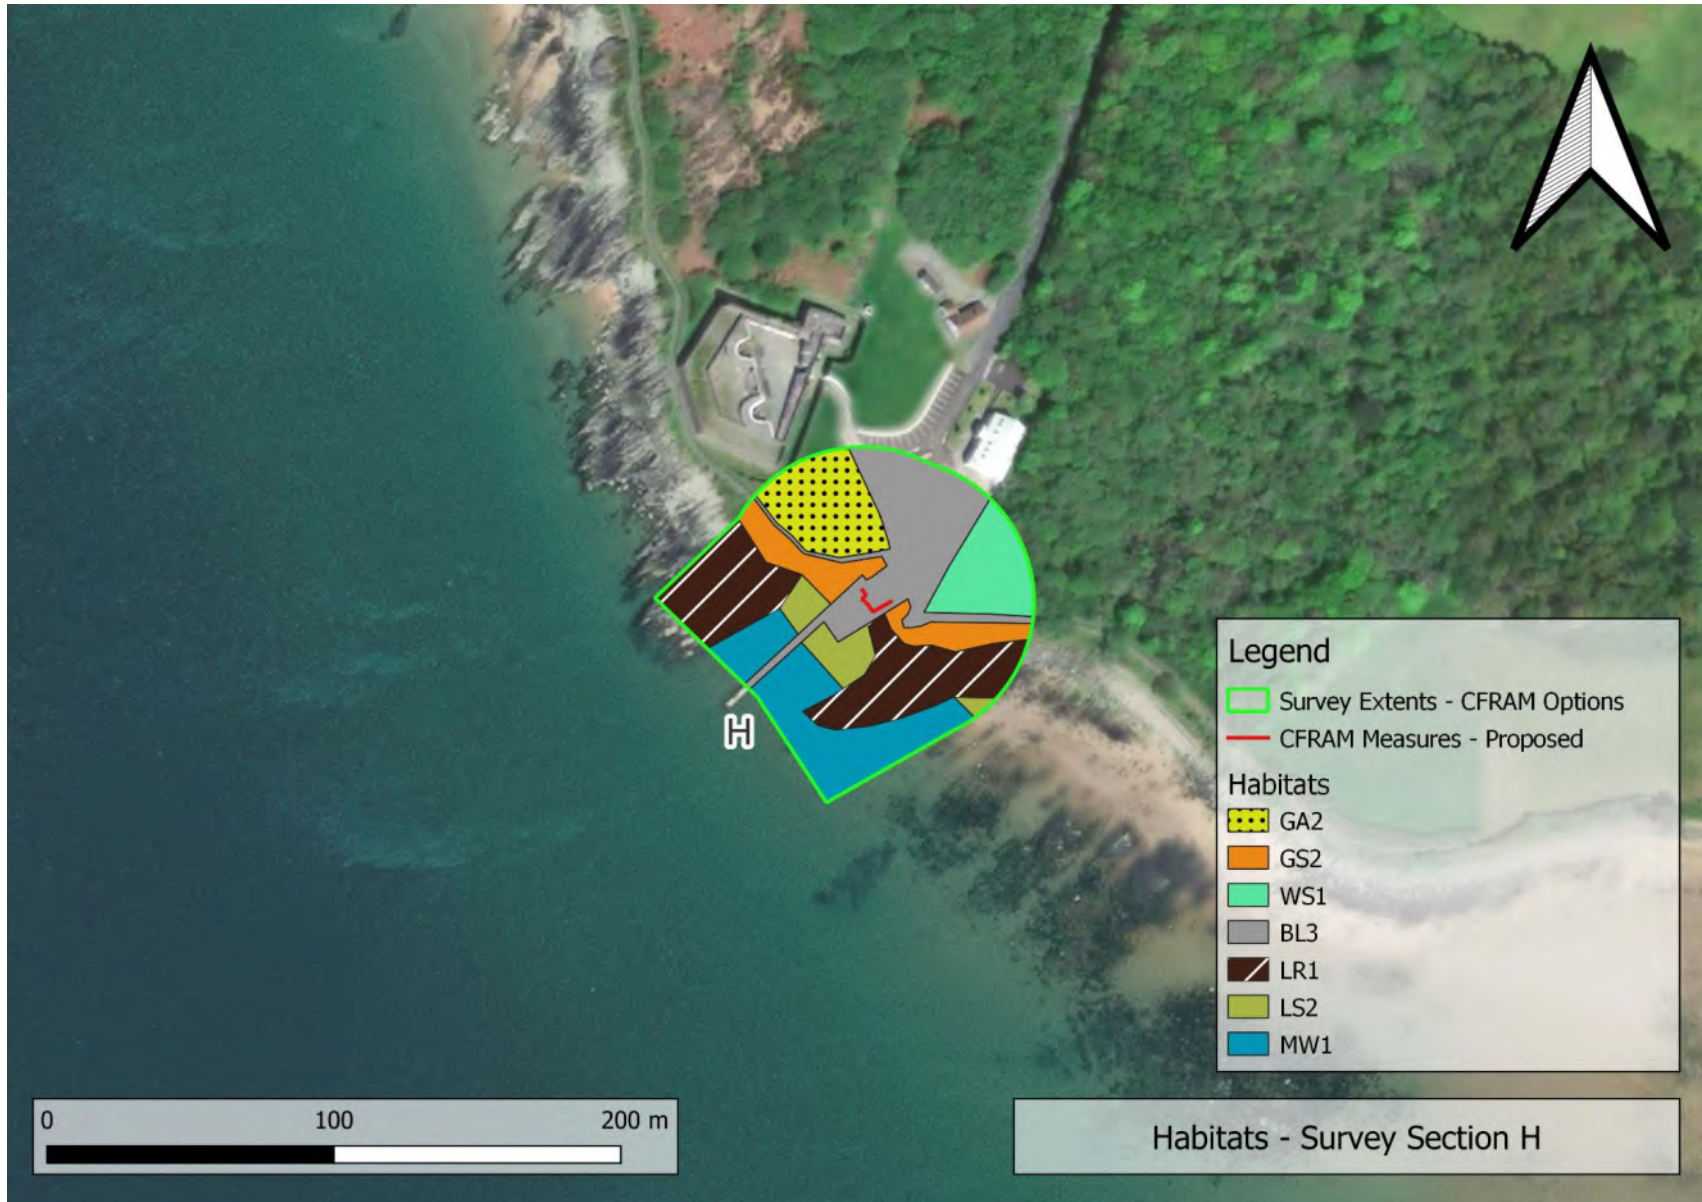 H
Legend
Survey Extents - CFRAM Options
CFRAM Measures - Proposed
Habitats
GA2
GS2
WS1
BL3
LR1
LS2
MW1
0 100 200 m
Habitats - Survey Section H